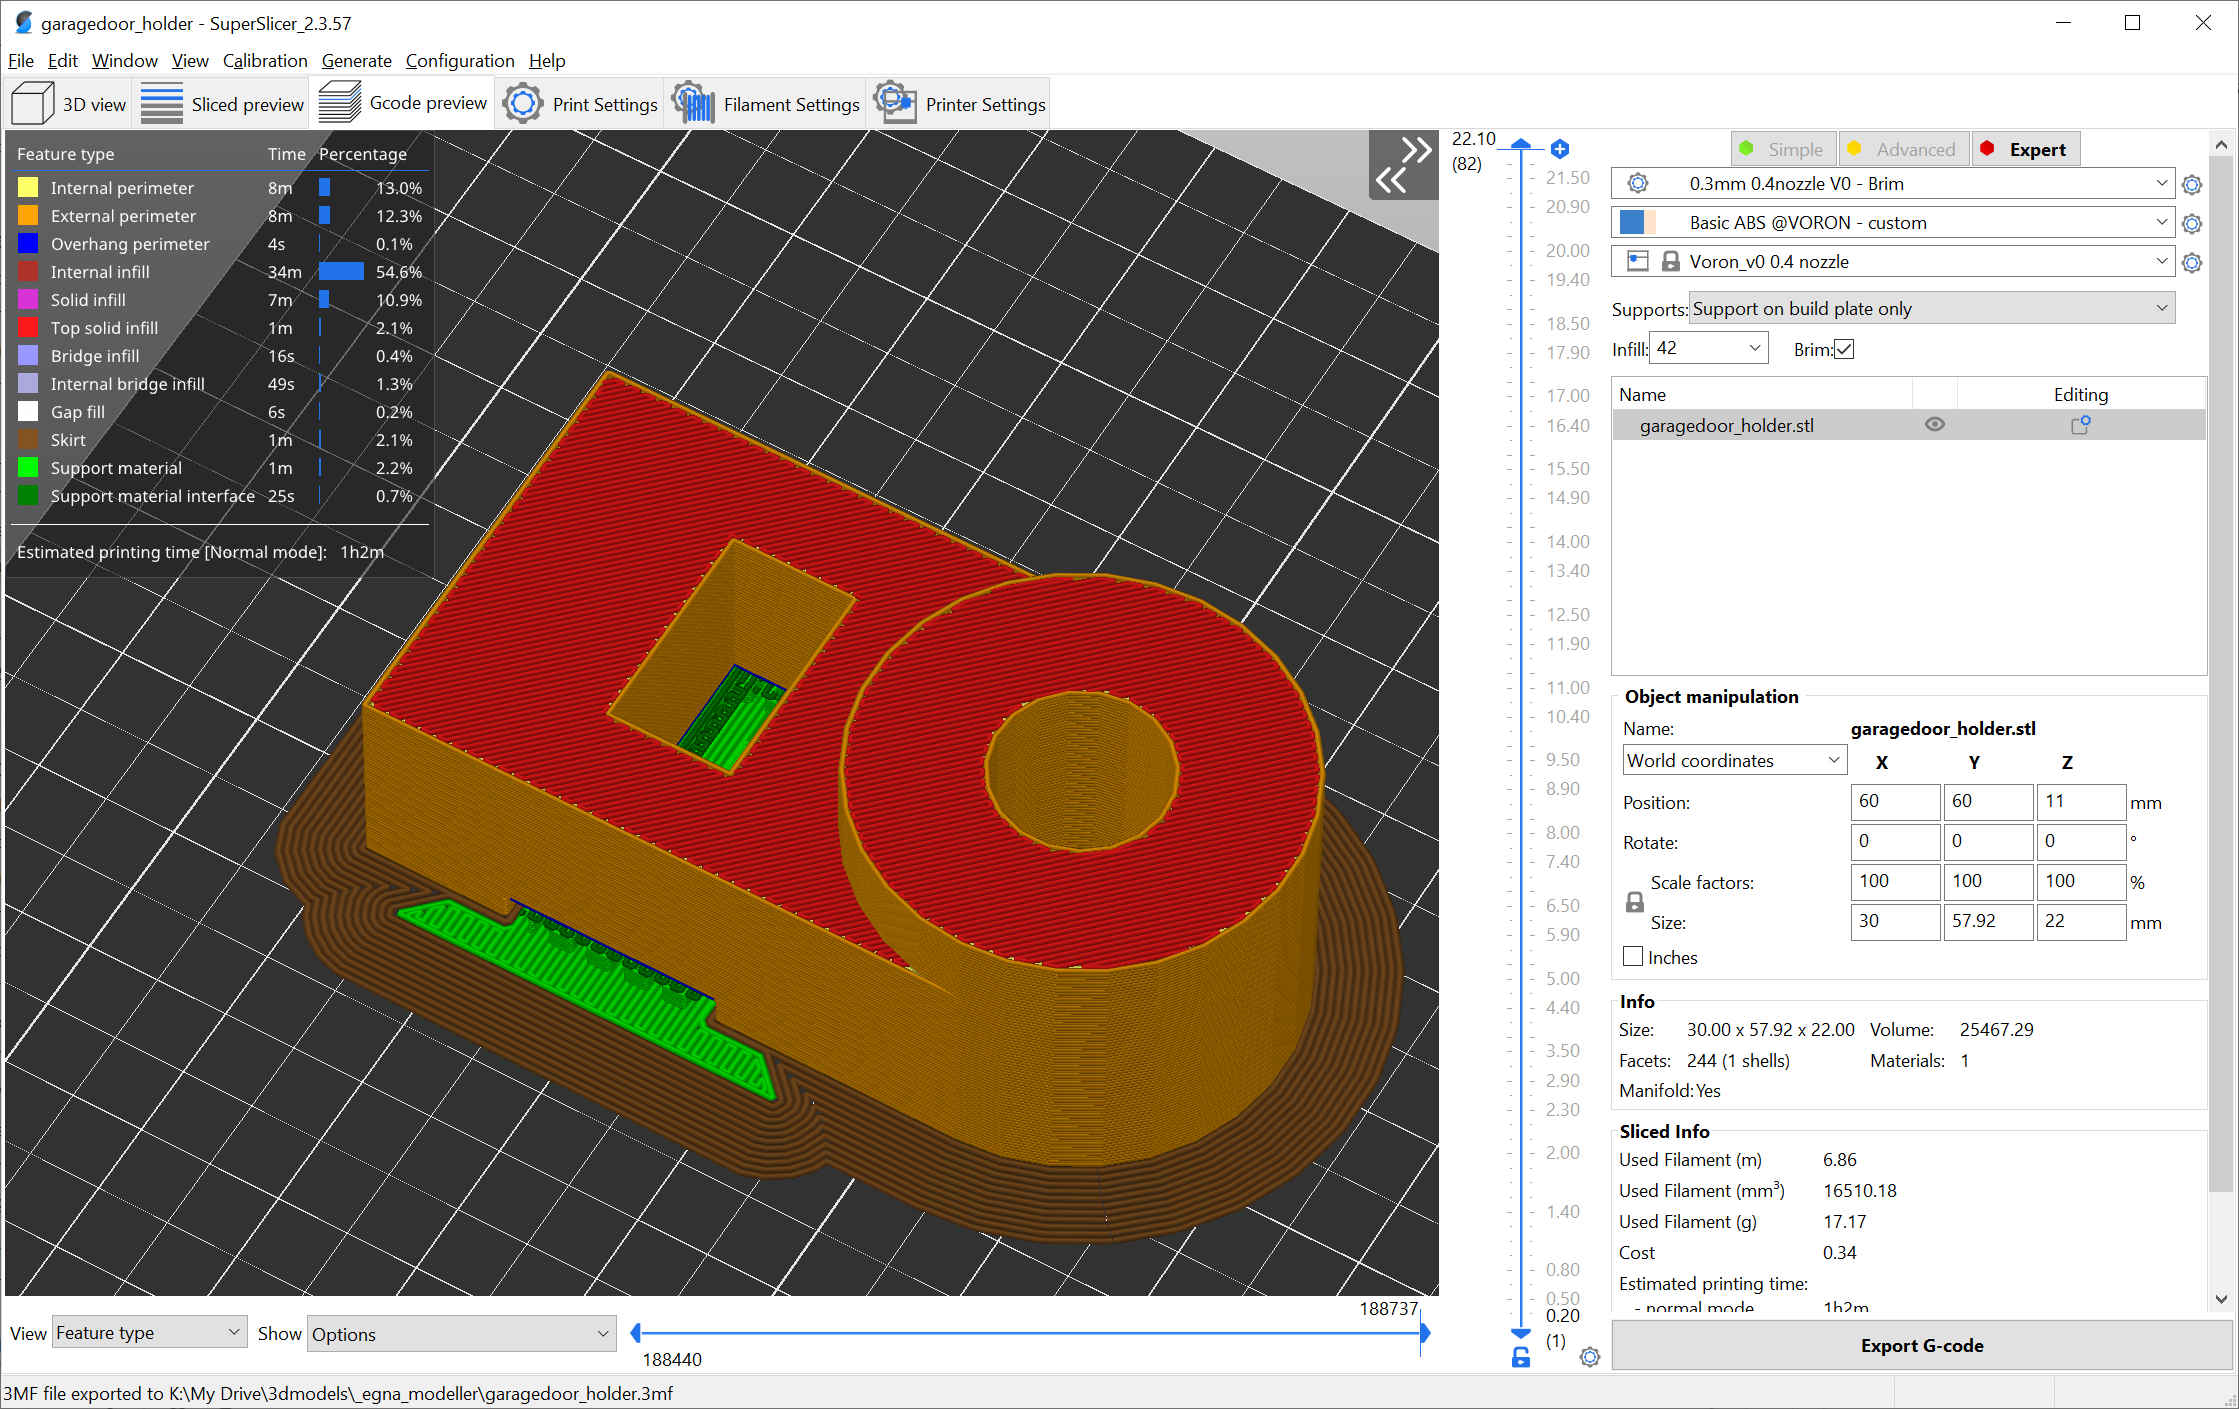 garagedoor_holder - SuperSlicer_2.3.57
File Edit Window View Calibration Generate Configuration Help
3D view Sliced preview Gcode preview Print Settings Filament Settings Printer Settings
Feature type Time Percentage
Internal perimeter 8m 13.0%
External perimeter 8m 12.3%
Overhang perimeter 4s 0.1%
Internal infill 34m 54.6%
Solid infill 7m 10.9%
Top solid infill 1m 2.1%
Bridge infill 16s 0.4%
Internal bridge infill 49s 1.3%
Gap fill 6s 0.2%
Skirt 1m 2.1%
Support material 1m 2.2%
Support material interface 25s 0.7%
Estimated printing time [Normal mode]: 1h2m
22.10
(82)
21.50
20.90
20.00
19.40
18.50
17.90
17.00
16.40
15.50
14.90
14.00
13.40
12.50
11.90
11.00
10.40
9.50
8.90
8.00
7.40
6.50
5.90
5.00
4.40
3.50
2.90
2.30
2.00
1.40
0.80
0.50
0.20
(1)
Simple Advanced Expert
0.3mm 0.4nozzle V0 - Brim
Basic ABS @VORON - custom
Voron_v0 0.4 nozzle
Supports: Support on build plate only
Infill: 42 Brim:
Name Editing
garagedoor_holder.stl
Object manipulation
Name: garagedoor_holder.stl
World coordinates X Y Z
Position: 60 60 11 mm
Rotate: 0 0 0 °
Scale factors: 100 100 100 %
Size: 30 57.92 22 mm
Inches
Info
Size: 30.00 x 57.92 x 22.00 Volume: 25467.29
Facets: 244 (1 shells) Materials: 1
Manifold: Yes
Sliced Info
Used Filament (m) 6.86
Used Filament (mm³) 16510.18
Used Filament (g) 17.17
Cost 0.34
Estimated printing time:
- normal mode 1h2m
Export G-code
188737
View Feature type Show Options
188440
3MF file exported to K:\My Drive\3dmodels\_egna_modeller\garagedoor_holder.3mf